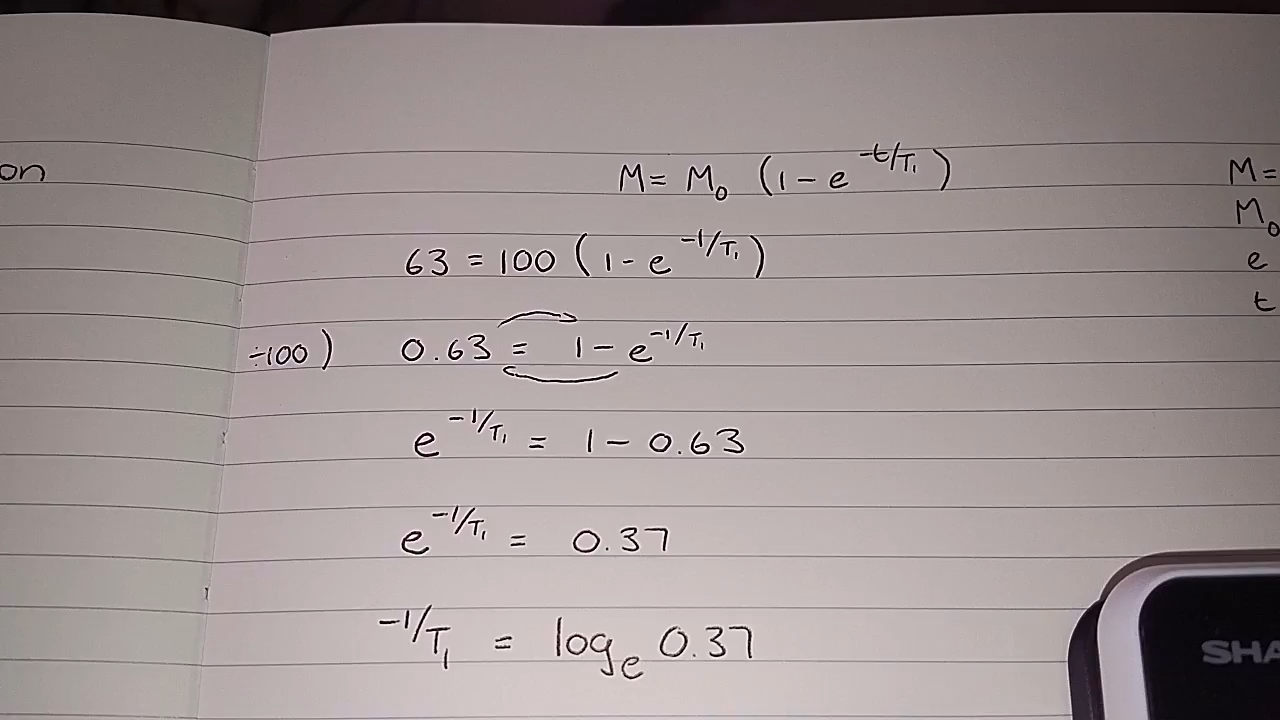 on
M = M₀ (1 - e^(-t/T₁))
63 = 100 (1 - e^(-1/T₁))
÷100) 0.63 = 1 - e^(-1/T₁)
e^(-1/T₁) = 1 - 0.63
e^(-1/T₁) = 0.37
-1/T₁ = logₑ 0.37
M =
M₀
e
t
SHA